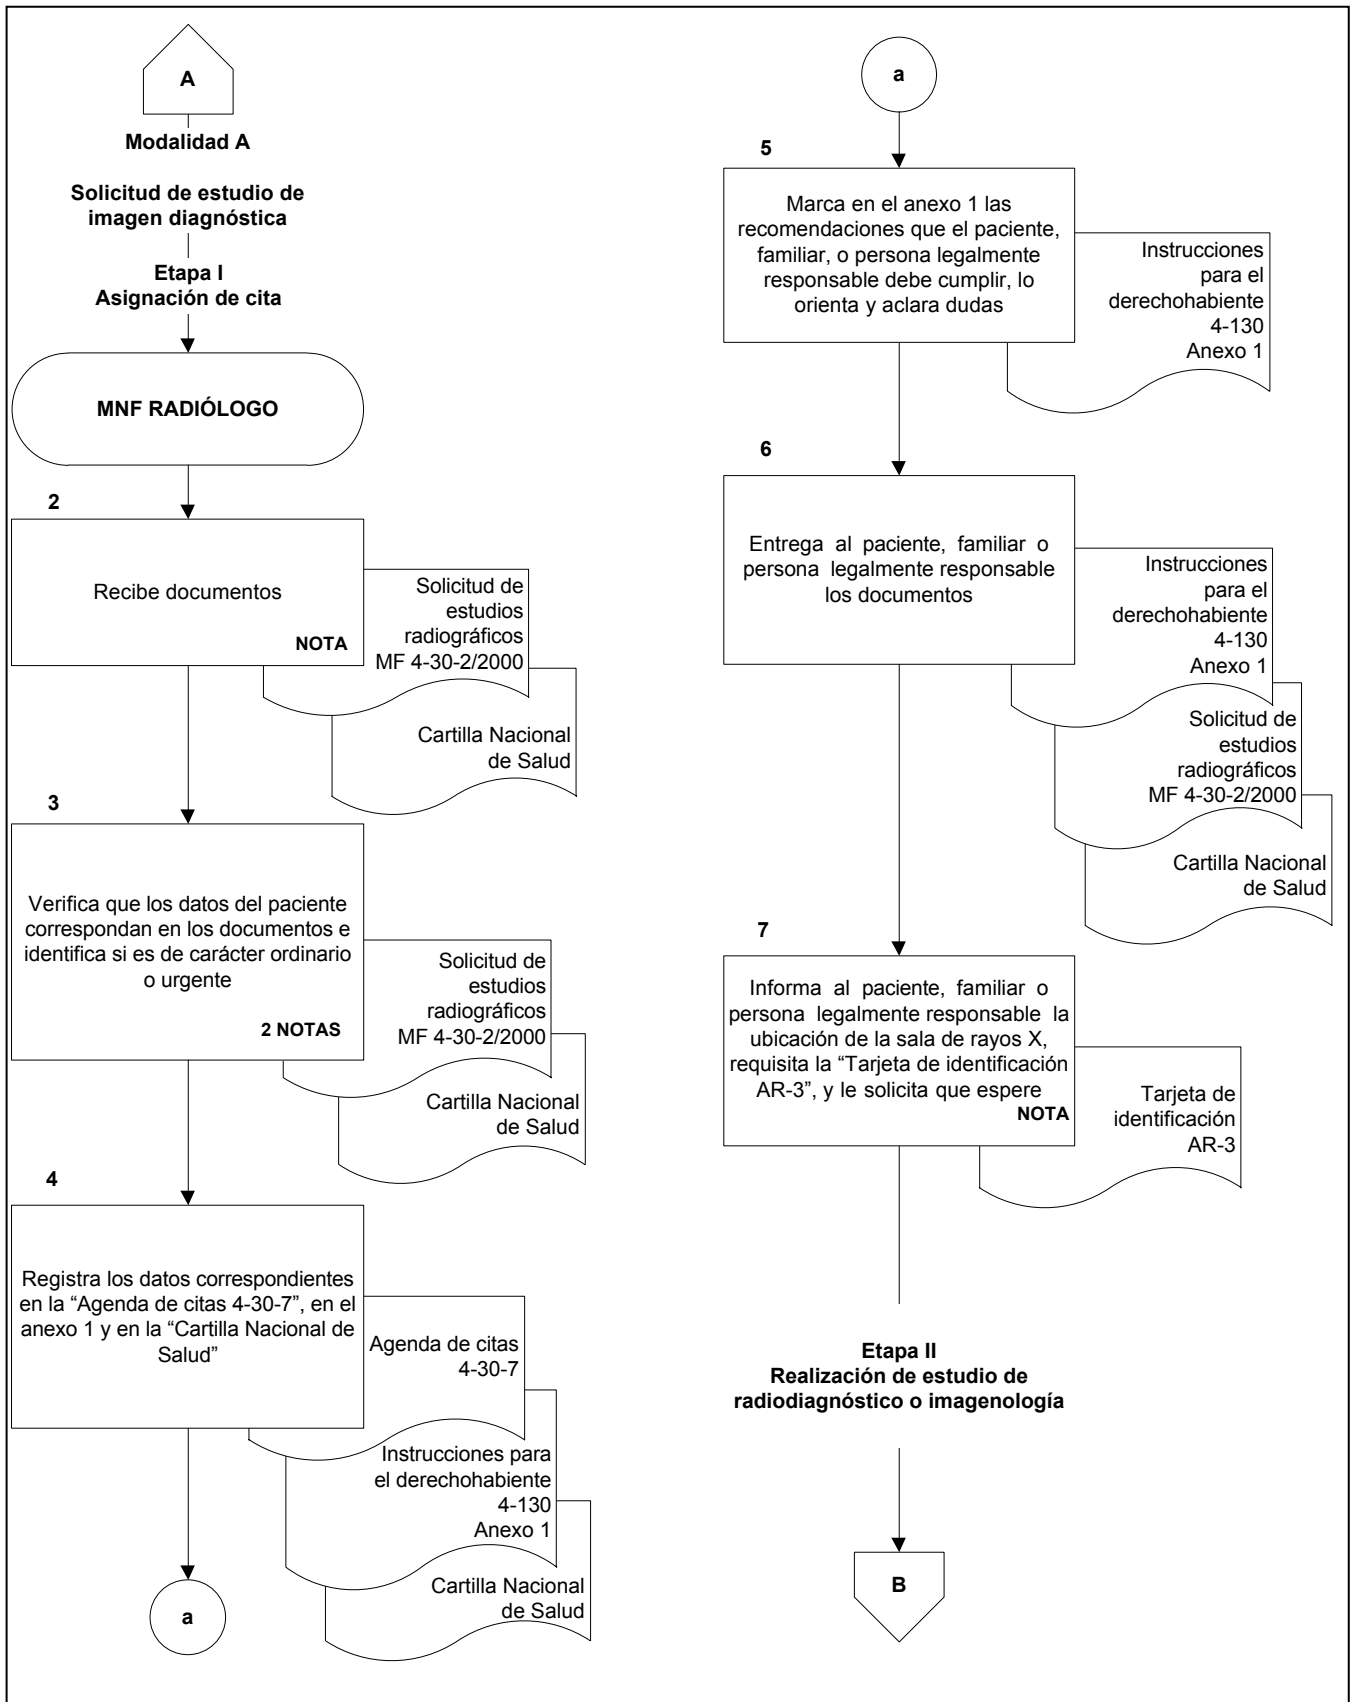 A
Modalidad A
Solicitud de estudio de
imagen diagnóstica
Etapa I
Asignación de cita
MNF RADIÓLOGO
2
Recibe documentos
NOTA
Solicitud de
estudios
radiográficos
MF 4-30-2/2000
Cartilla Nacional
de Salud
3
Verifica que los datos del paciente
correspondan en los documentos e
identifica si es de carácter ordinario
o urgente
2 NOTAS
Solicitud de
estudios
radiográficos
MF 4-30-2/2000
Cartilla Nacional
de Salud
4
Registra los datos correspondientes
en la “Agenda de citas 4-30-7”, en el
anexo 1 y en la “Cartilla Nacional de
Salud”
Agenda de citas
4-30-7
Instrucciones para
el derechohabiente
4-130
Anexo 1
Cartilla Nacional
de Salud
a
a
5
Marca en el anexo 1 las
recomendaciones que el paciente,
familiar, o persona legalmente
responsable debe cumplir, lo
orienta y aclara dudas
Instrucciones
para el
derechohabiente
4-130
Anexo 1
6
Entrega al paciente, familiar o
persona legalmente responsable
los documentos
Instrucciones
para el
derechohabiente
4-130
Anexo 1
Solicitud de
estudios
radiográficos
MF 4-30-2/2000
Cartilla Nacional
de Salud
7
Informa al paciente, familiar o
persona legalmente responsable la
ubicación de la sala de rayos X,
requisita la “Tarjeta de identificación
AR-3”, y le solicita que espere
NOTA
Tarjeta de
identificación
AR-3
Etapa II
Realización de estudio de
radiodiagnóstico o imagenología
B